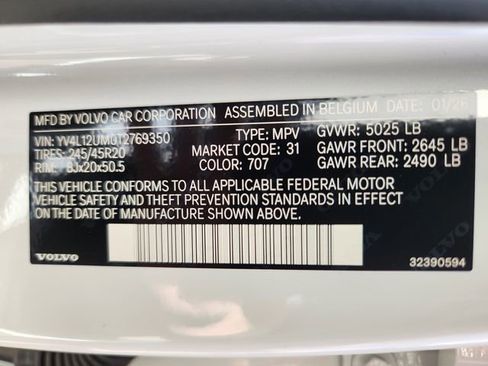 MFD BY VOLVO CAR CORPORATION ASSEMBLED IN BELGIUM DATE: 01/26
VIN: YV4L12UM0T2769350 TYPE: MPV GVWR: 5025 LB
TIRES: 245/45R20 MARKET CODE: 31 GAWR FRONT: 2645 LB
RIM: 8Jx20x50.5 COLOR: 707 GAWR REAR: 2490 LB
THIS VEHICLE CONFORMS TO ALL APPLICABLE FEDERAL MOTOR
VEHICLE SAFETY AND THEFT PREVENTION STANDARDS IN EFFECT
ON THE DATE OF MANUFACTURE SHOWN ABOVE.
VOLVO 32390594